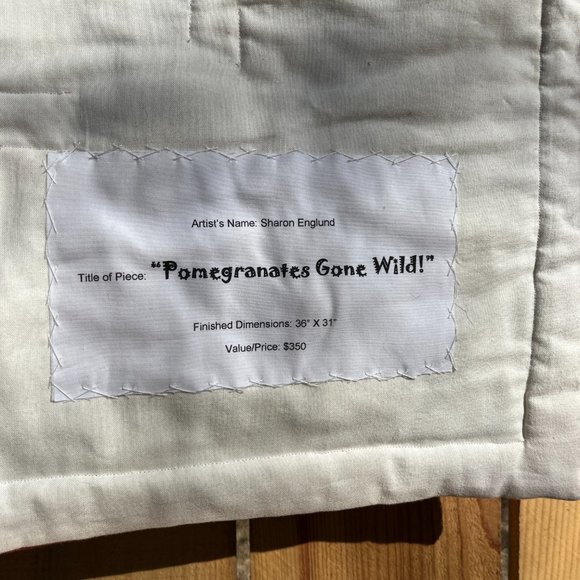 Artist's Name: Sharon Englund
Title of Piece: "Pomegranates Gone Wild!"
Finished Dimensions: 36" X 31"
Value/Price: $350